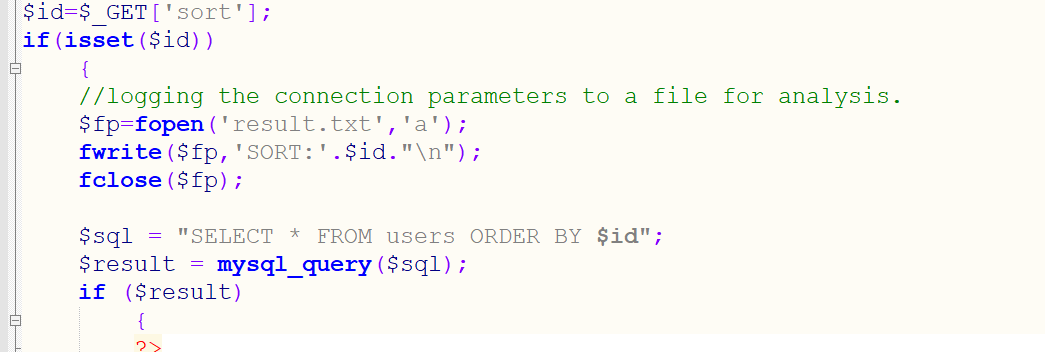 $id=$_GET['sort'];
if(isset($id))
{
//logging the connection parameters to a file for analysis.
$fp=fopen('result.txt','a');
fwrite($fp,'SORT:'.$id."\n");
fclose($fp);
$sql = "SELECT * FROM users ORDER BY $id";
$result = mysql_query($sql);
if ($result)
{
?>